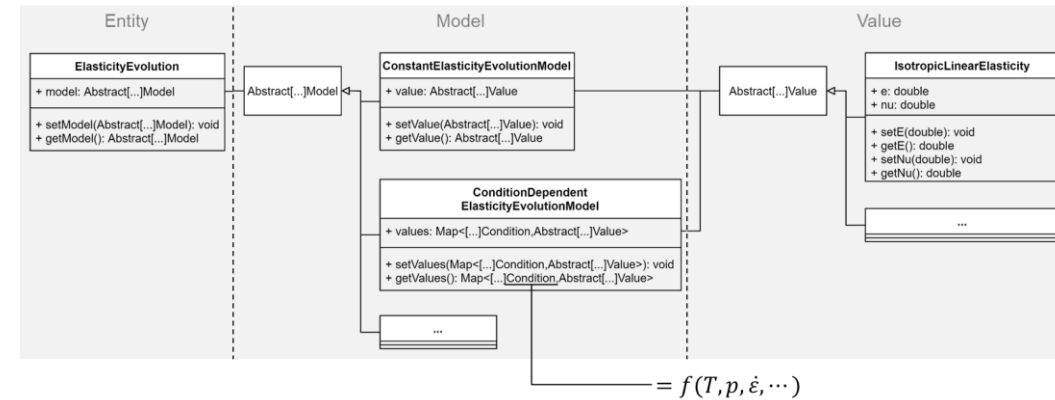 Entity
Model
Value
ElasticityEvolution
+ model: Abstract[...]Model
+ setModel(Abstract[...]Model): void
+ getModel(): Abstract[...]Model
Abstract[...]Model
ConstantElasticityEvolutionModel
+ value: Abstract[...]Value
+ setValue(Abstract[...]Value): void
+ getValue(): Abstract[...]Value
ConditionDependent
ElasticityEvolutionModel
+ values: Map<[...]Condition,Abstract[...]Value>
+ setValues(Map<[...]Condition,Abstract[...]Value>): void
+ getValues(): Map<[...]Condition,Abstract[...]Value>
...
Abstract[...]Value
IsotropicLinearElasticity
+ e: double
+ nu: double
+ setE(double): void
+ getE(): double
+ setNu(double): void
+ getNu(): double
...
= f(T, p, ε̇, ⋯)